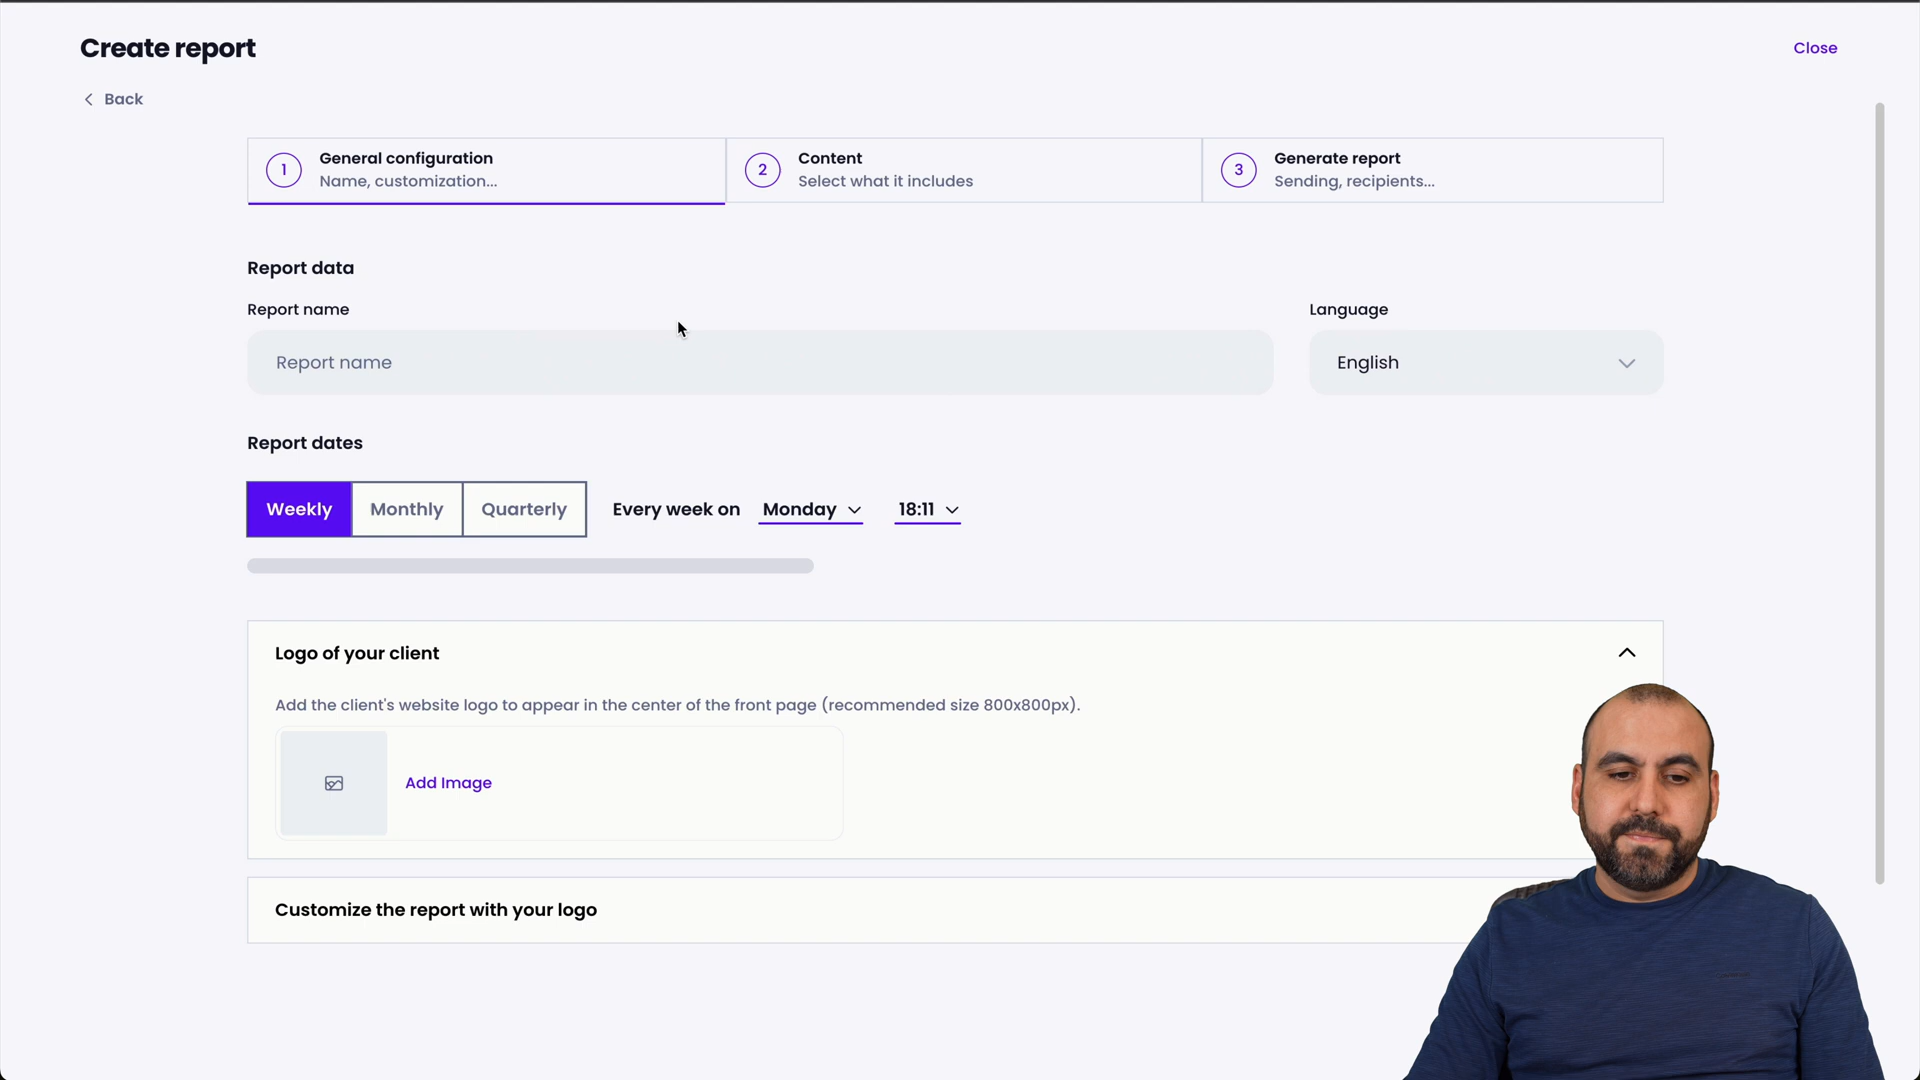 Create report
Close
Back
1
General configuration
Name, customization...
2
Content
Select what it includes
3
Generate report
Sending, recipients...
Report data
Report name
Language
Report name
English
Report dates
Weekly
Monthly
Quarterly
Every week on
Monday
18:11
Logo of your client
Add the client's website logo to appear in the center of the front page (recommended size 800x800px).
Add Image
Customize the report with your logo